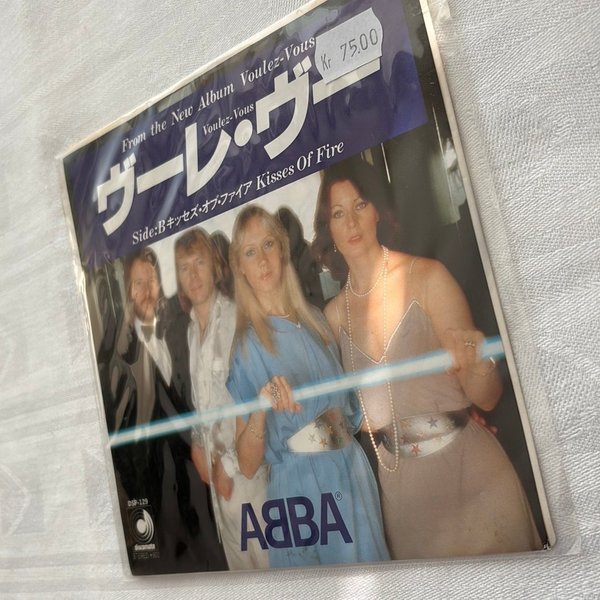 From the New Album Voulez-Vous
Kr 75.00
Voulez-Vous
ヴーレ・ヴー
Side:B キッセズ・オブ・ファイア Kisses Of Fire
ABBA®
DSP-129
discomate